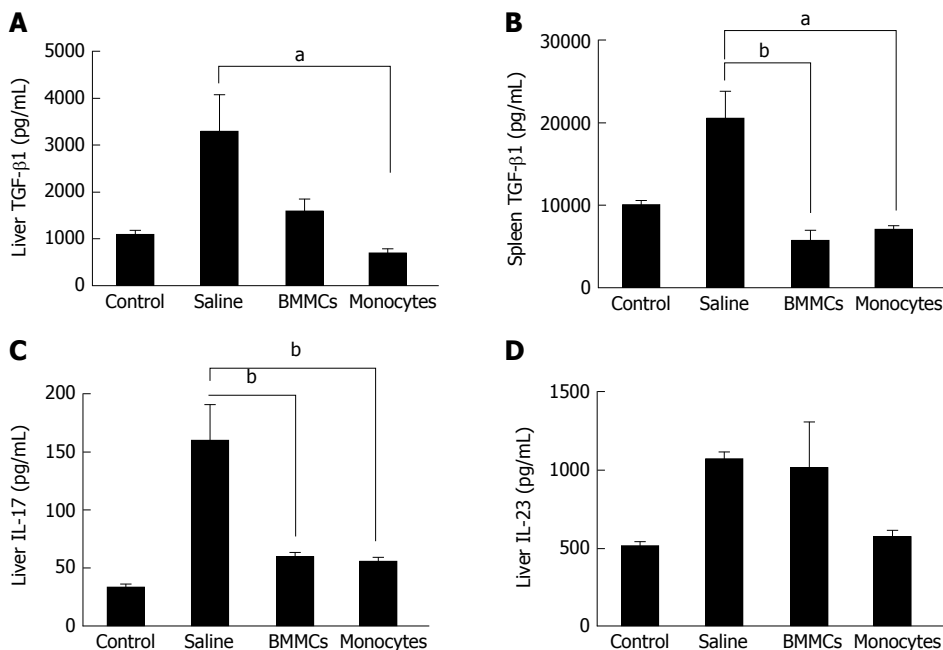 A
Liver TGF-β1 (pg/mL)
5000
4000
3000
2000
1000
0
a
Control Saline BMMCs Monocytes
B
Spleen TGF-β1 (pg/mL)
30000
20000
10000
0
a
b
Control Saline BMMCs Monocytes
C
Liver IL-17 (pg/mL)
200
150
100
50
0
b
b
Control Saline BMMCs Monocytes
D
Liver IL-23 (pg/mL)
1500
1000
500
0
Control Saline BMMCs Monocytes